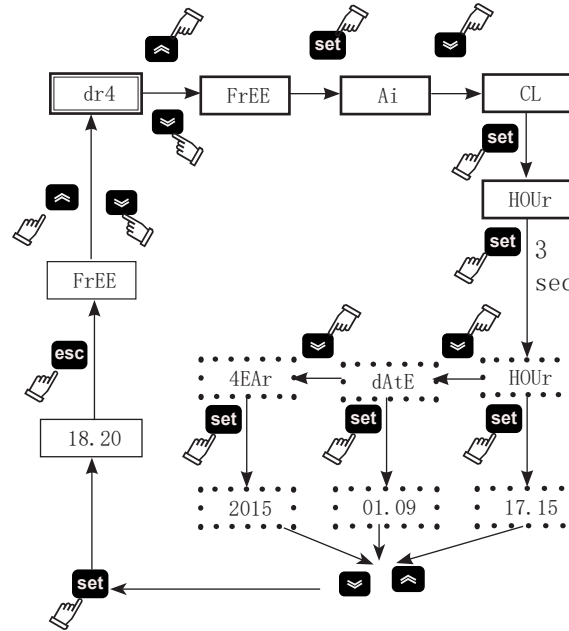 set
dr4
FrEE
Ai
CL
set
HOUr
set
3
sec
FrEE
esc
4EAr
dAtE
HOUr
set
set
set
18.20
2015
01.09
17.15
set